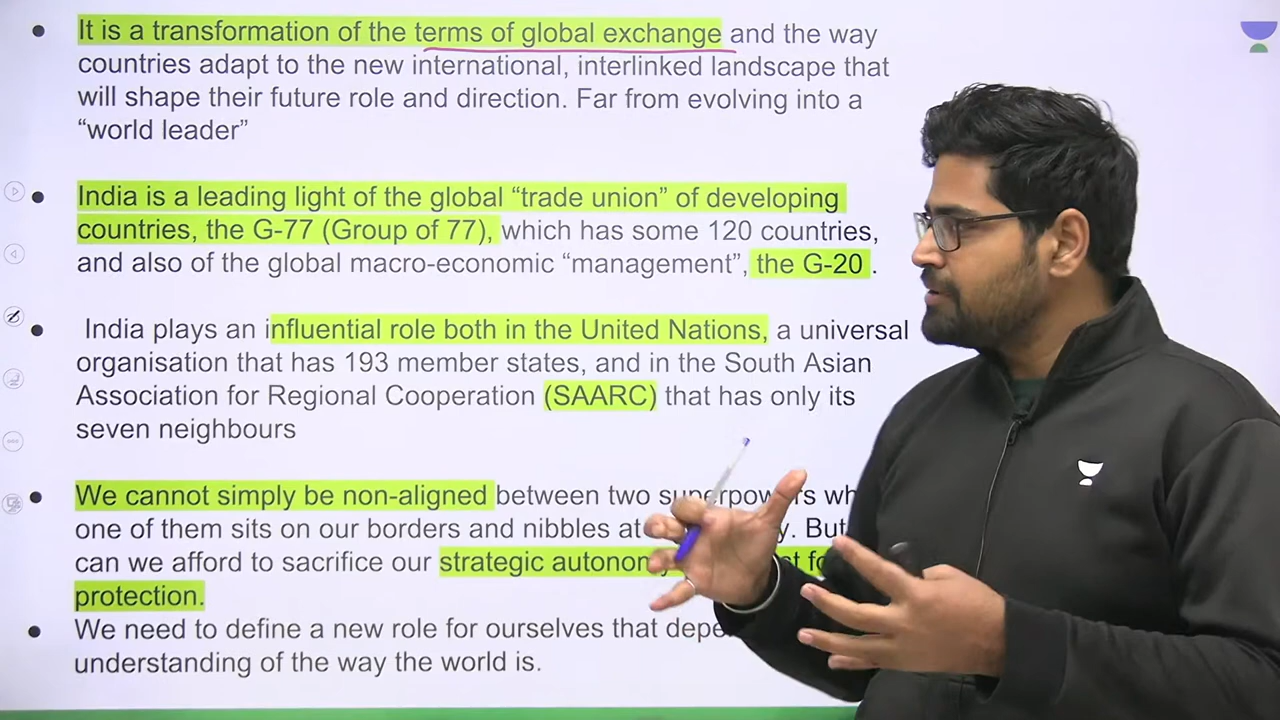 It is a transformation of the terms of global exchange and the way
countries adapt to the new international, interlinked landscape that
will shape their future role and direction. Far from evolving into a
“world leader”
India is a leading light of the global “trade union” of developing
countries, the G-77 (Group of 77), which has some 120 countries,
and also of the global macro-economic “management”, the G-20 .
India plays an influential role both in the United Nations, a universal
organisation that has 193 member states, and in the South Asian
Association for Regional Cooperation (SAARC) that has only its
seven neighbours
We cannot simply be non-aligned between two superpowers
one of them sits on our borders and nibbles at
can we afford to sacrifice our strategic autonomy
protection.
We need to define a new role for ourselves that
understanding of the way the world is.